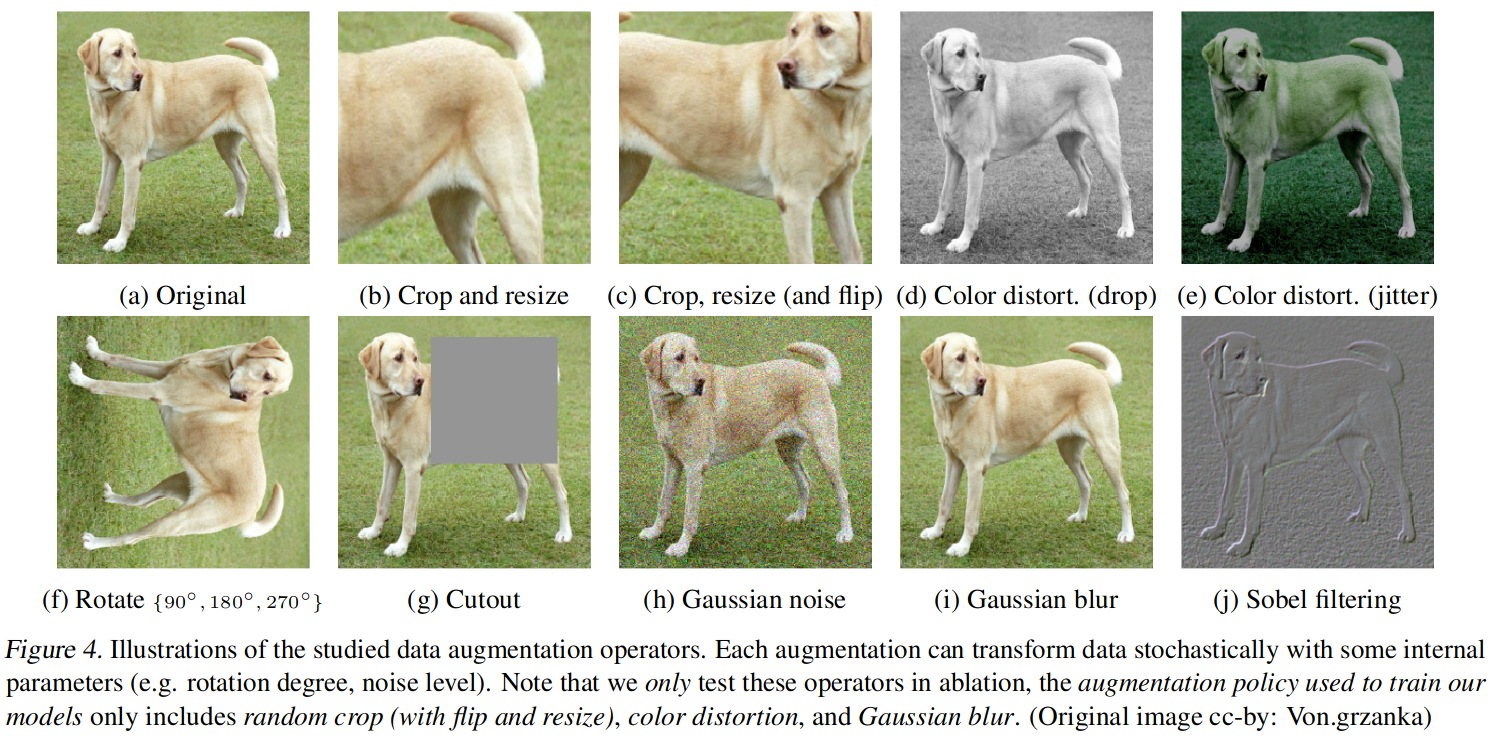 (a) Original
(b) Crop and resize
(c) Crop, resize (and flip)
(d) Color distort. (drop)
(e) Color distort. (jitter)
(f) Rotate {90°, 180°, 270°}
(g) Cutout
(h) Gaussian noise
(i) Gaussian blur
(j) Sobel filtering
Figure 4. Illustrations of the studied data augmentation operators. Each augmentation can transform data stochastically with some internal
parameters (e.g. rotation degree, noise level). Note that we only test these operators in ablation, the augmentation policy used to train our
models only includes random crop (with flip and resize), color distortion, and Gaussian blur. (Original image cc-by: Von.grzanka)